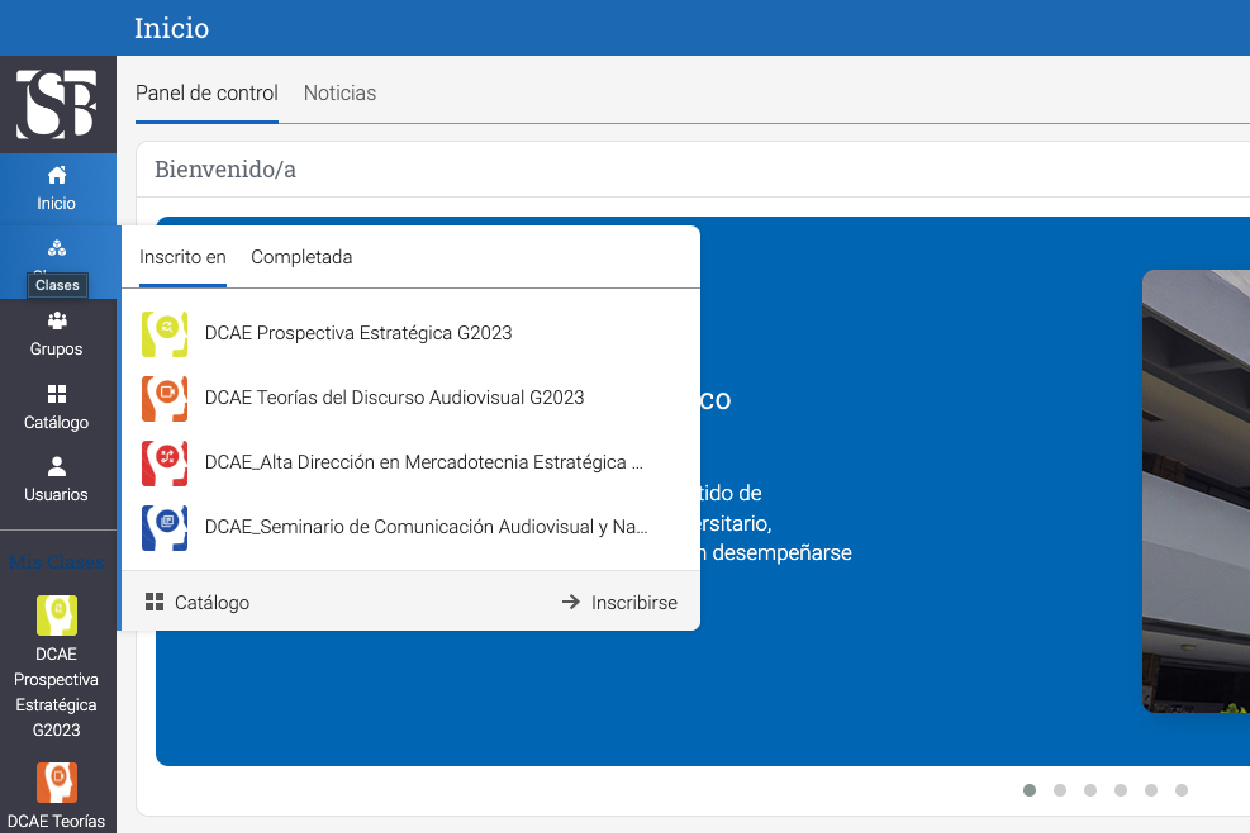 Inicio
TSB
Panel de control
Noticias
Bienvenido/a
Inicio
Clases
Grupos
Catálogo
Usuarios
Mis Clases
DCAE
Prospectiva
Estratégica
G2023
DCAE Teorías
Inscrito en
Completada
DCAE Prospectiva Estratégica G2023
DCAE Teorías del Discurso Audiovisual G2023
DCAE_Alta Dirección en Mercadotecnia Estratégica ...
DCAE_Seminario de Comunicación Audiovisual y Na...
Catálogo
Inscribirse
co
tido de
rsitario,
n desempeñarse